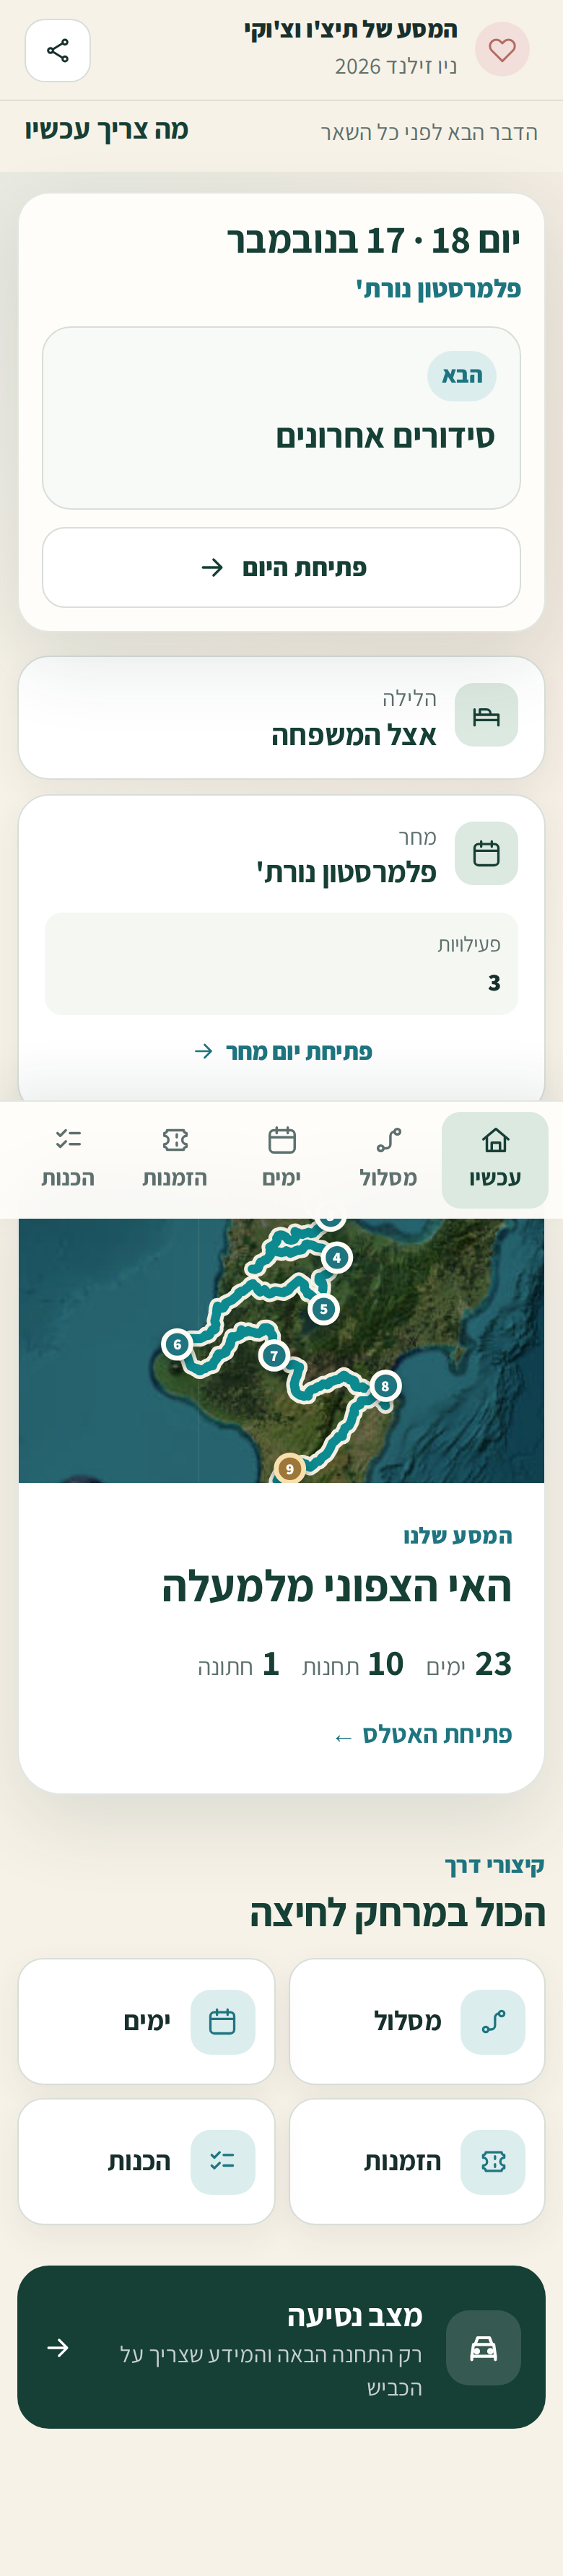 המסע של תיצ'ו וצ'וקי
ניו זילנד 2026
מה צריך עכשיו
הדבר הבא לפני כל השאר
יום 18 · 17 בנובמבר
פלמרסטון נורת'
הבא
סידורים אחרונים
פתיחת היום →
הלילה
אצל המשפחה
מחר
פלמרסטון נורת'
פעילויות
3
פתיחת יום מחר →
עכשיו
מסלול
ימים
הזמנות
הכנות
4
5
6
7
8
9
המסע שלנו
האי הצפוני מלמעלה
23 ימים 10 תחנות 1 חתונה
פתיחת האטלס ←
קיצורי דרך
הכול במרחק לחיצה
מסלול
ימים
הזמנות
הכנות
מצב נסיעה
רק התחנה הבאה והמידע שצריך על
הכביש